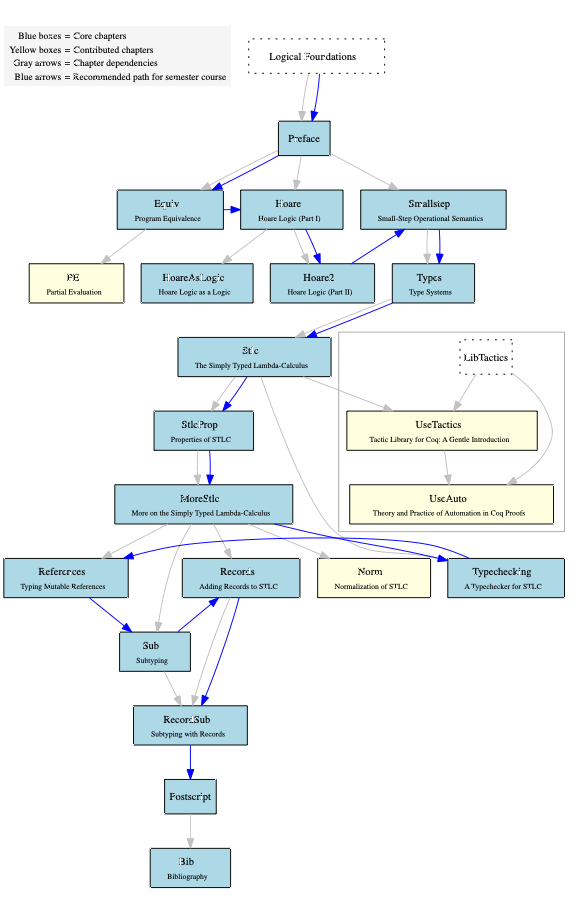 Blue boxes = Core chapters
Yellow boxes = Contributed chapters
Gray arrows = Chapter dependencies
Blue arrows = Recommended path for semester course
Logical Foundations
Preface
Equiv
Program Equivalence
Hoare
Hoare Logic (Part I)
Smallstep
Small-Step Operational Semantics
PE
Partial Evaluation
HoareAsLogic
Hoare Logic as a Logic
Hoare2
Hoare Logic (Part II)
Types
Type Systems
Stlc
The Simply Typed Lambda-Calculus
LibTactics
StlcProp
Properties of STLC
UseTactics
Tactic Library for Coq: A Gentle Introduction
MoreStlc
More on the Simply Typed Lambda-Calculus
UseAuto
Theory and Practice of Automation in Coq Proofs
References
Typing Mutable References
Records
Adding Records to STLC
Norm
Normalization of STLC
Typechecking
A Typechecker for STLC
Sub
Subtyping
RecordSub
Subtyping with Records
Postscript
Bib
Bibliography